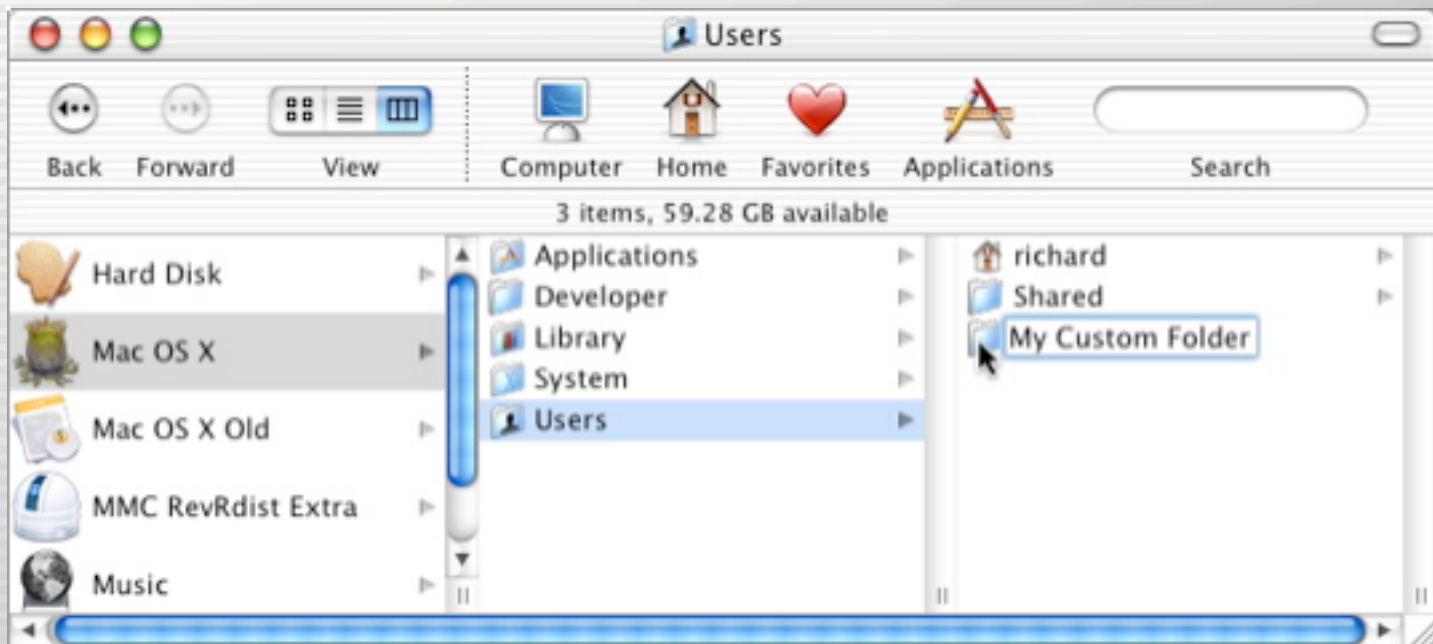 Users
Back Forward View Computer Home Favorites Applications Search
3 items, 59.28 GB available
Hard Disk
Mac OS X
Mac OS X Old
MMC RevRdist Extra
Music
Applications
Developer
Library
System
Users
richard
Shared
My Custom Folder